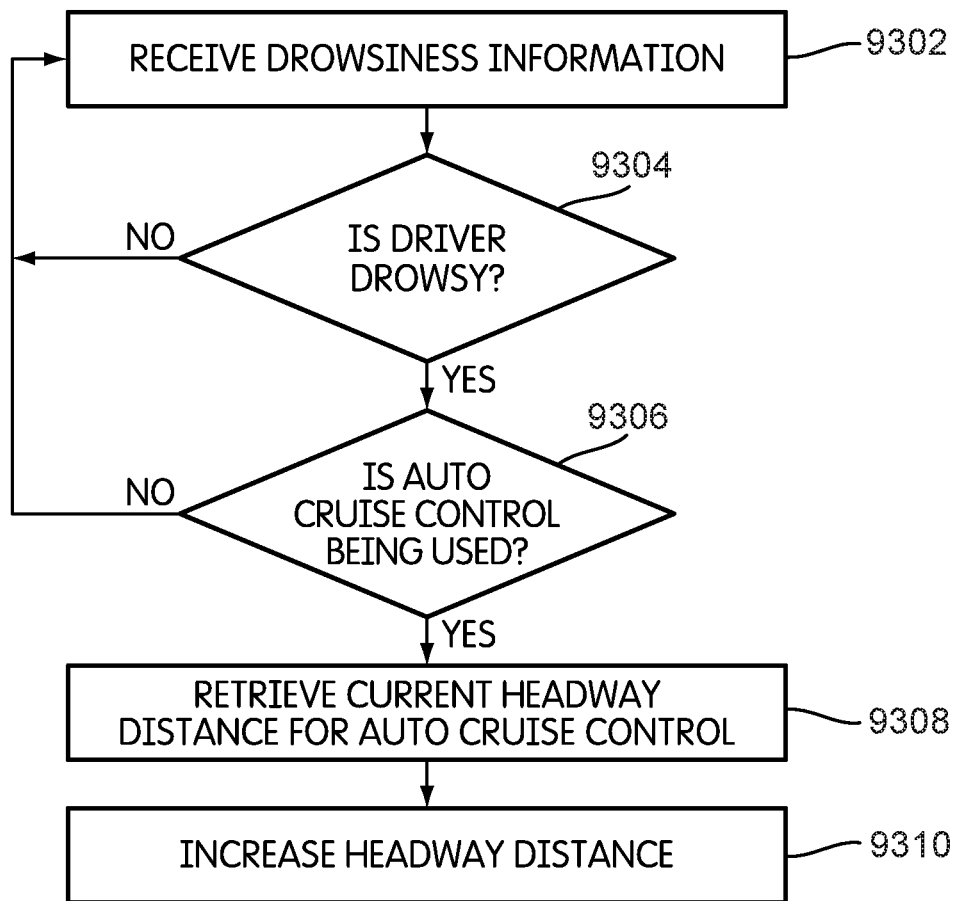 RECEIVE DROWSINESS INFORMATION
9302
9304
NO
IS DRIVER
DROWSY?
YES
9306
NO
IS AUTO
CRUISE CONTROL
BEING USED?
YES
RETRIEVE CURRENT HEADWAY
DISTANCE FOR AUTO CRUISE CONTROL
9308
INCREASE HEADWAY DISTANCE
9310